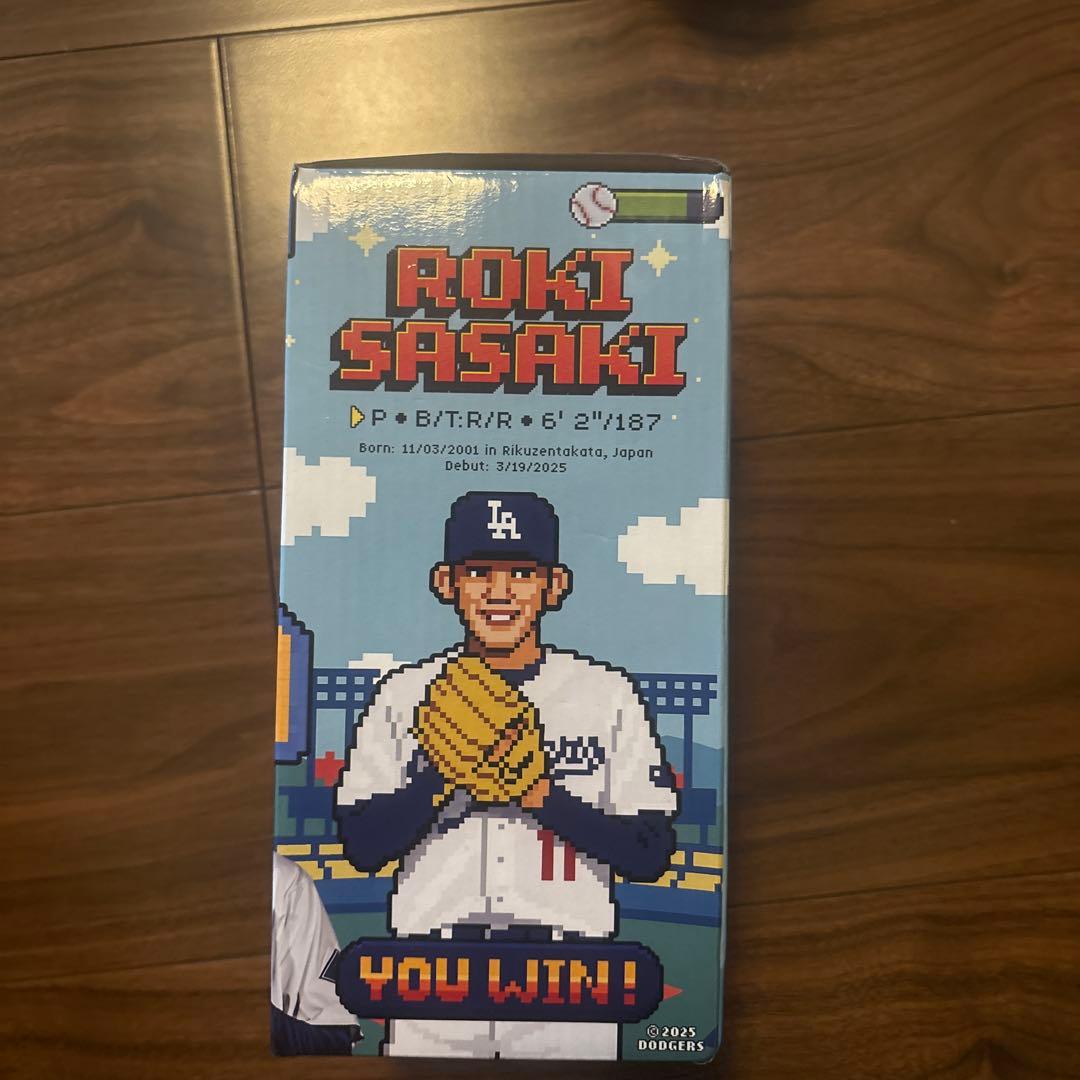 ROKI
SASAKI
P • B/T:R/R • 6' 2"/187
Born: 11/03/2001 in Rikuzentakata, Japan
Debut: 3/19/2025
LA
11
YOU WIN!
©2025
DODGERS